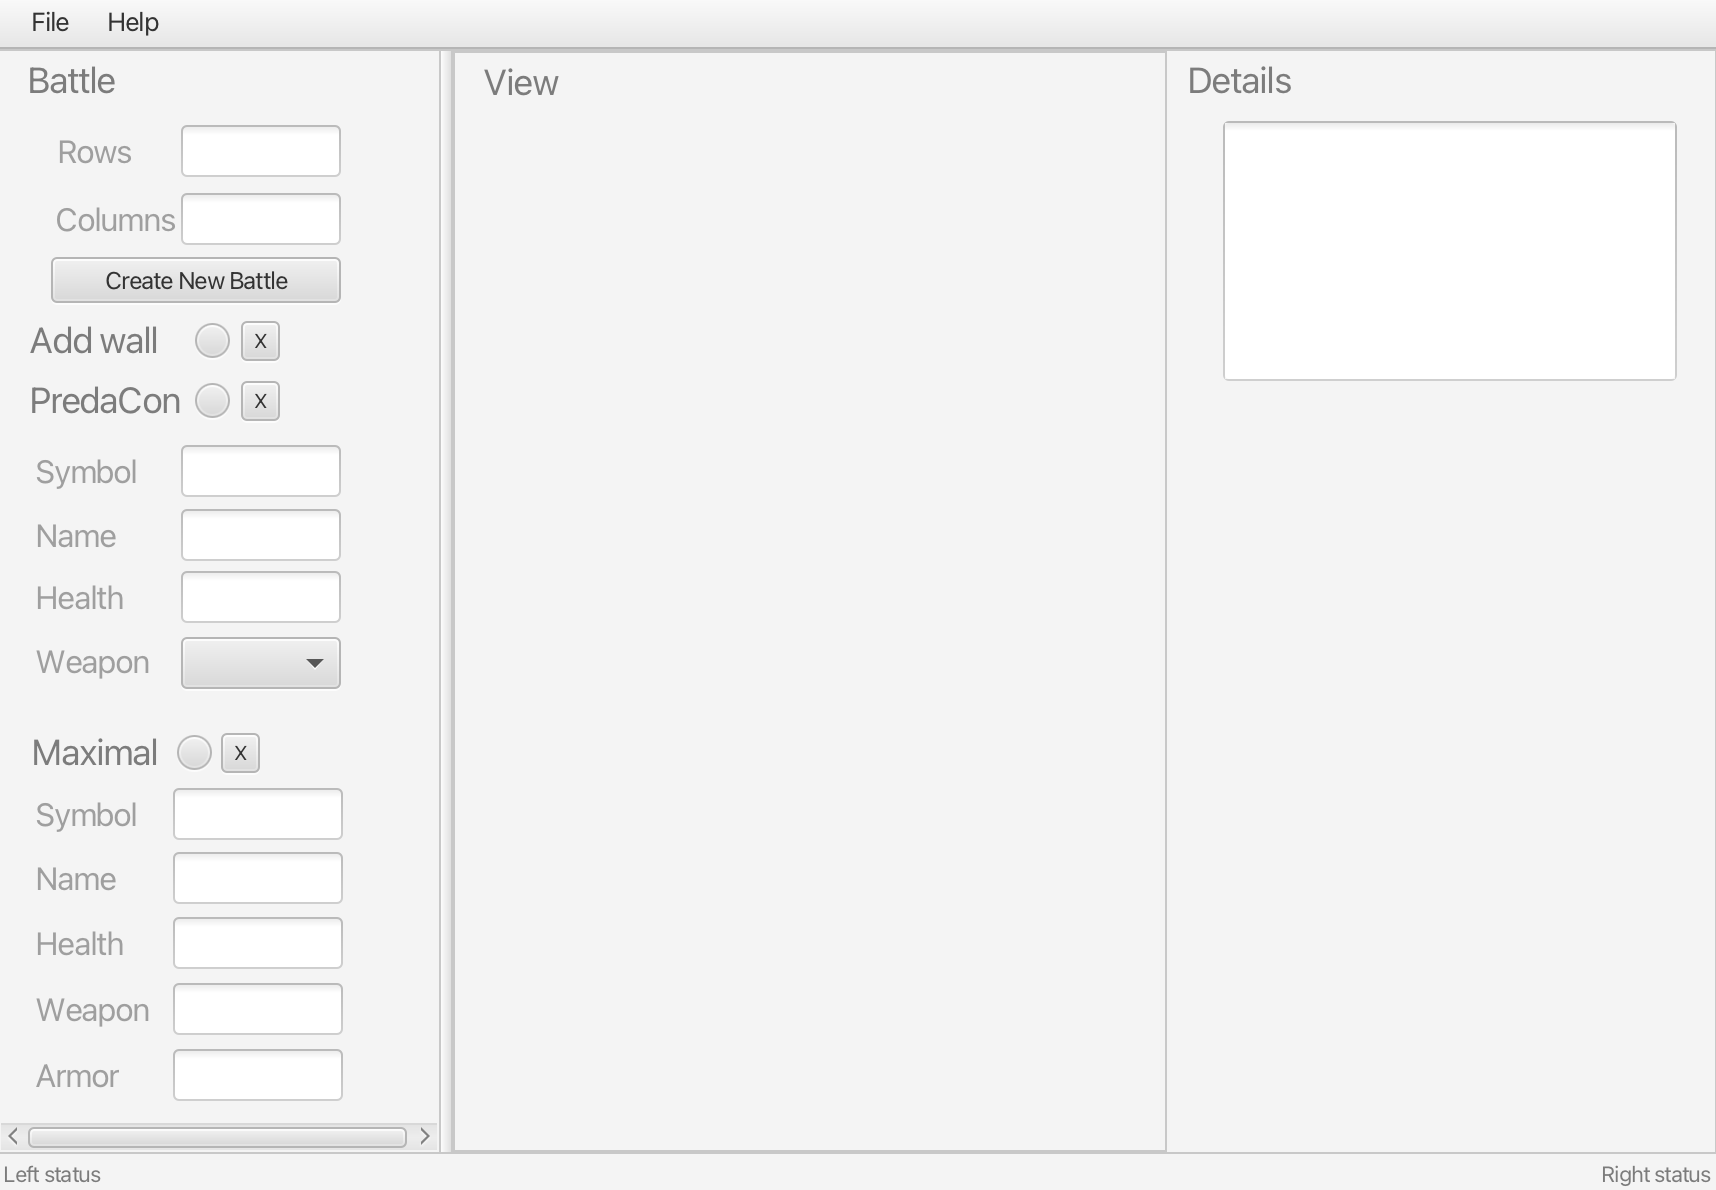 File Help
Battle
Rows
Columns
Create New Battle
Add wall X
PredaCon X
Symbol
Name
Health
Weapon
Maximal X
Symbol
Name
Health
Weapon
Armor
View
Details
Left status
Right status